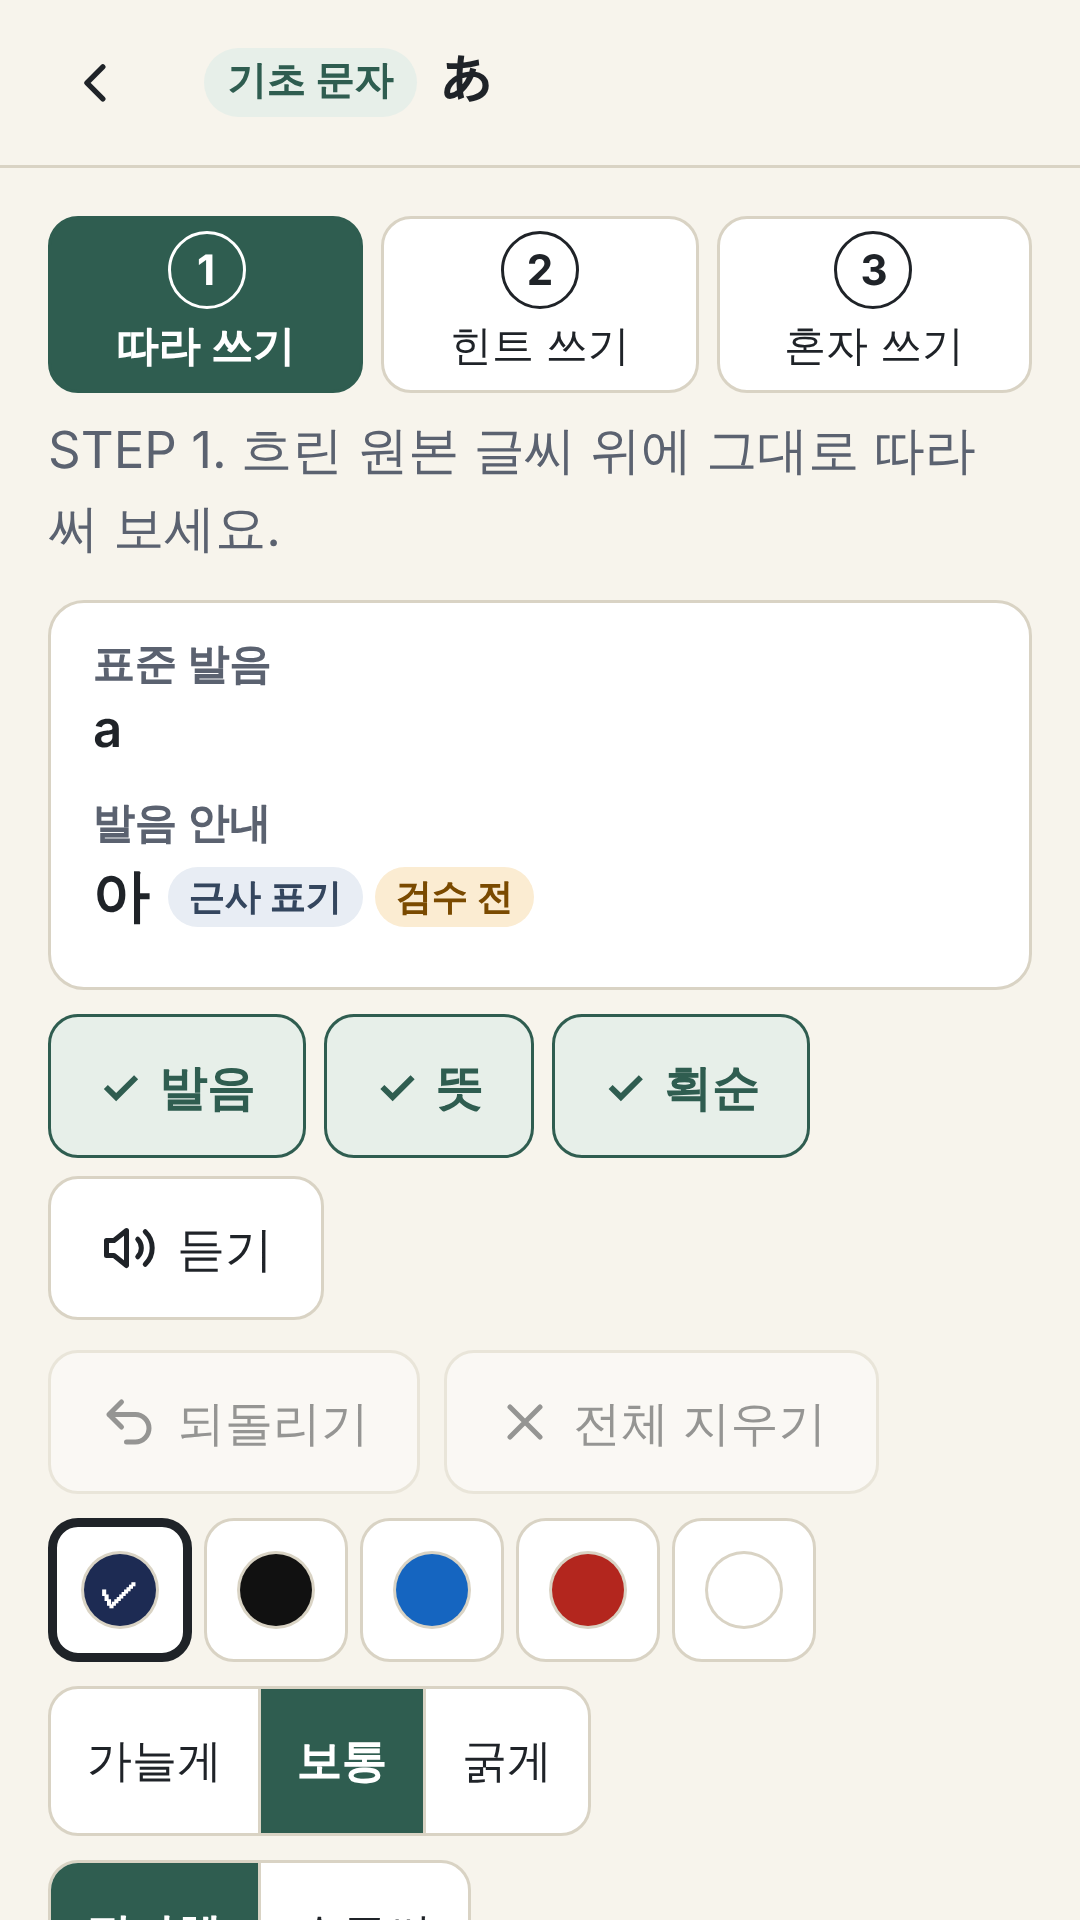 기초 문자 あ
1 2 3
따라 쓰기 힌트 쓰기 혼자 쓰기
STEP 1. 흐린 원본 글씨 위에 그대로 따라
써 보세요.
표준 발음
a
발음 안내
아 근사 표기 검수 전
발음 뜻 획순
듣기
되돌리기 전체 지우기
가늘게 보통 굵게